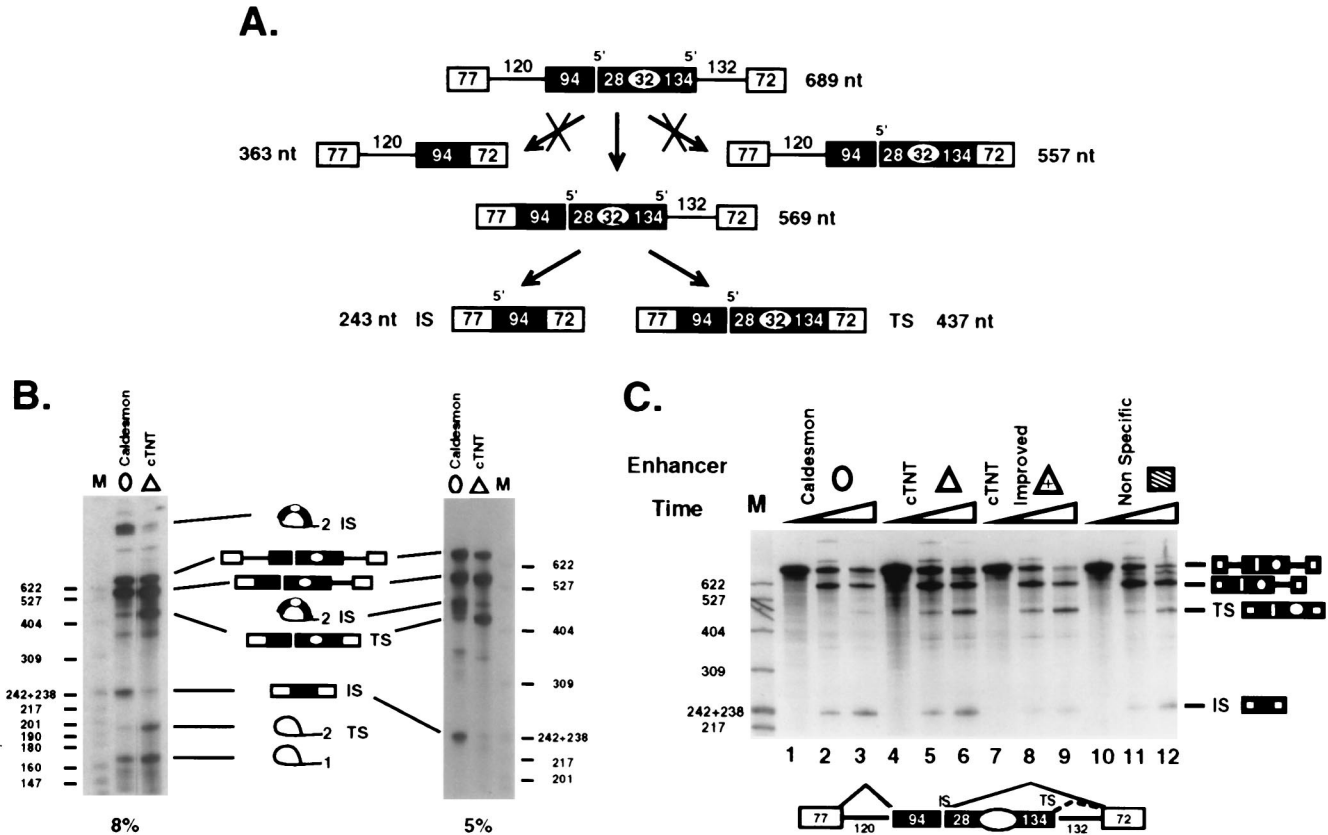 A.
5' 5'
77 120 94 28 32 134 132 72 689 nt
5'
363 nt 77 120 94 72
77 120 94 28 32 134 72 557 nt
5' 5'
77 94 28 32 134 132 72 569 nt
5' 5'
243 nt IS 77 94 72
77 94 28 32 134 72 TS 437 nt
B.
M Caldesmon cTNT
Caldesmon cTNT M
2 IS
2 IS
TS
IS
2 TS
1
622
527
404
309
242+238
217
201
190
180
160
147
8%
622
527
404
309
242+238
217
201
5%
C.
Enhancer Caldesmon cTNT cTNT Improved + Non Specific
Time M
622
527
404
309
242+238
217
TS
IS
1 2 3 4 5 6 7 8 9 10 11 12
IS TS
77 120 94 28 134 132 72